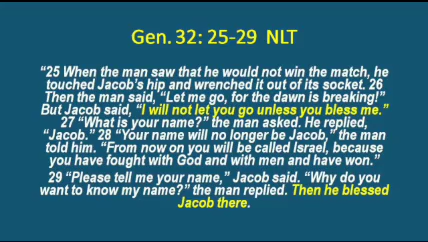 Gen. 32: 25-29 NLT
“25 When the man saw that he would not win the match, he
touched Jacob’s hip and wrenched it out of its socket. 26
Then the man said, “Let me go, for the dawn is breaking!”
But Jacob said, “I will not let you go unless you bless me.”
27 “What is your name?” the man asked. He replied,
“Jacob.” 28 “Your name will no longer be Jacob,” the man
told him. “From now on you will be called Israel, because
you have fought with God and with men and have won.”
29 “Please tell me your name,” Jacob said. “Why do you
want to know my name?” the man replied. Then he blessed
Jacob there.